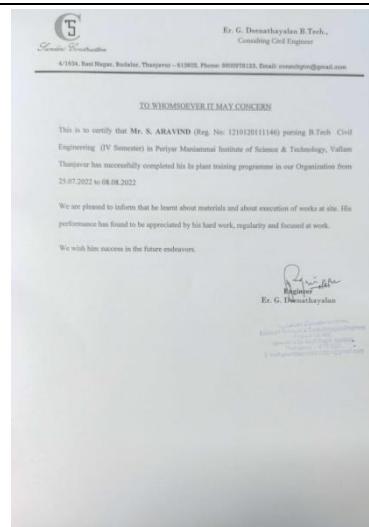 Er. G. Deenathayalan B.Tech.,
Consulting Civil Engineer
Construction
TO WHOMSOEVER IT MAY CONCERN
This is to certify that Mr. S. ARAVIND (Reg. No: 1210120111146) pursing B.Tech Civil
Engineering (IV Semester) in Periyar Maniammai Institute of Science & Technology, Vallam
Thanjavur has successfully completed his In plant training programme in our Organization from
25.07.2022 to 08.08.2022
We are pleased to inform that he learnt about materials and about execution of works at site. His
performance has found to be appreciated by his hard work, regularity and focused at work.
We wish him success in the future endeavors.
Engineer
Er. G. Deenathayalan